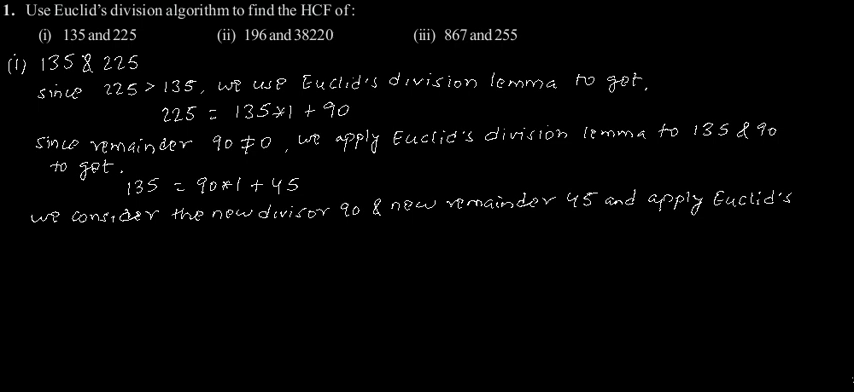 1. Use Euclid's division algorithm to find the HCF of:
(i) 135 and 225 (ii) 196 and 38220 (iii) 867 and 255
(i) 135 & 225
since 225 > 135, we use Euclid's division lemma to get,
225 = 135*1 + 90
since remainder 90 ≠ 0, we apply Euclid's division lemma to 135 & 90
to get,
135 = 90*1 + 45
we consider the new divisor 90 & new remainder 45 and apply Euclid's